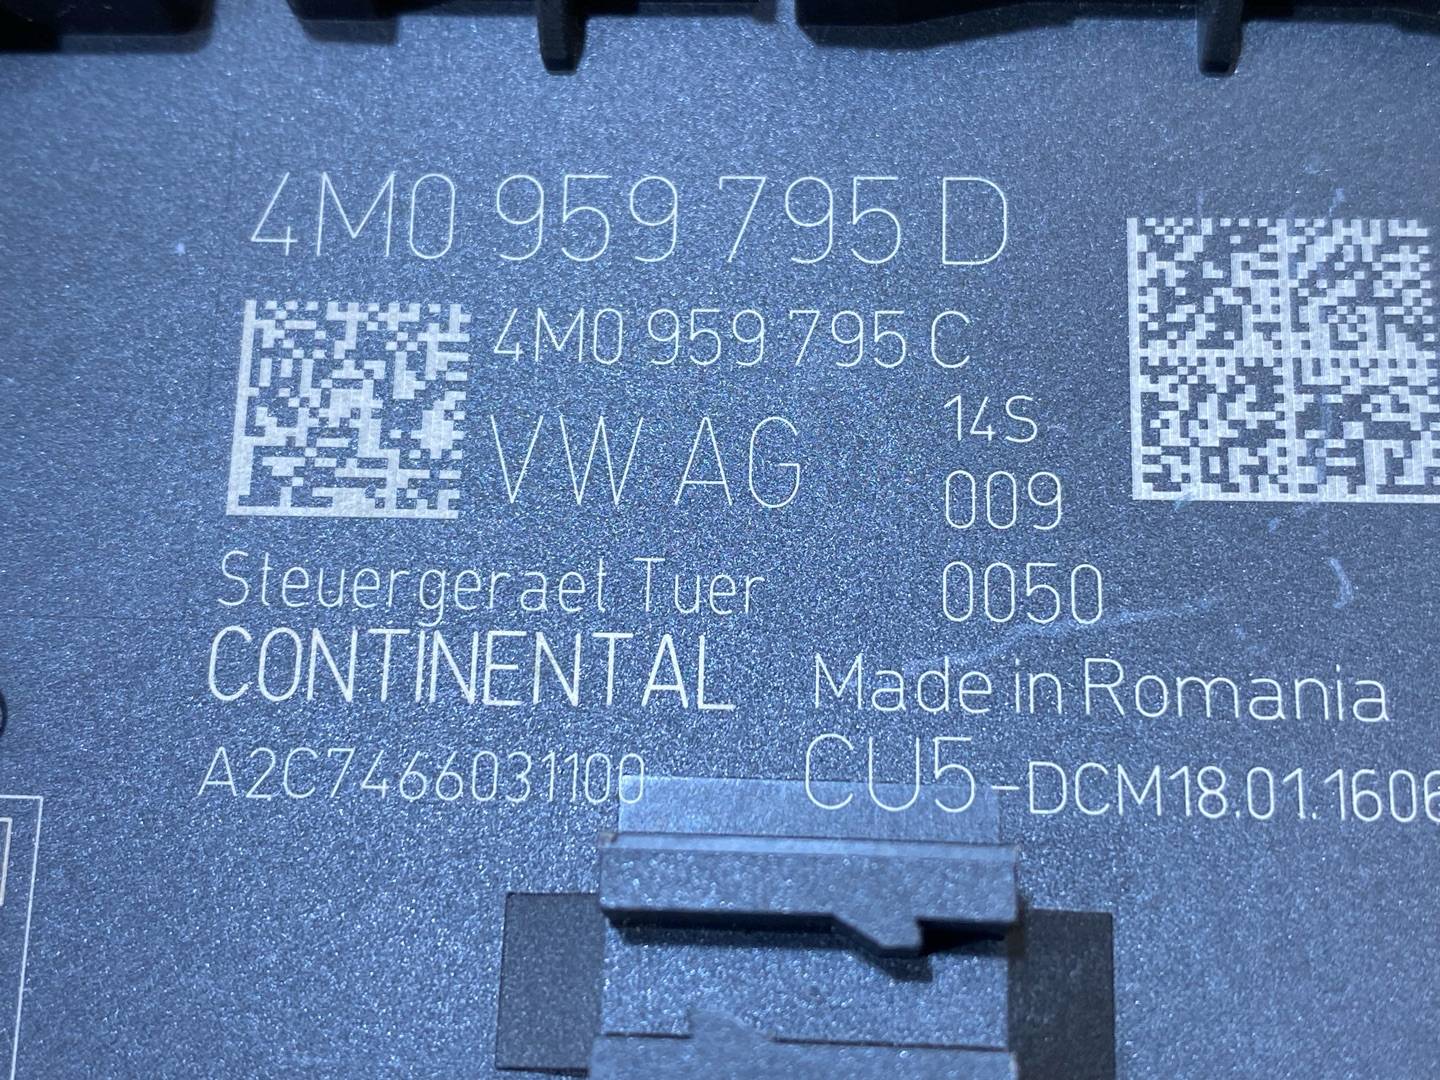 4M0 959 795 D
4M0 959 795 C
14S
VW AG
009
Steuergeraet Tuer
0050
CONTINENTAL
Made in Romania
A2C7466031100
CU5-DCM18.01.1606